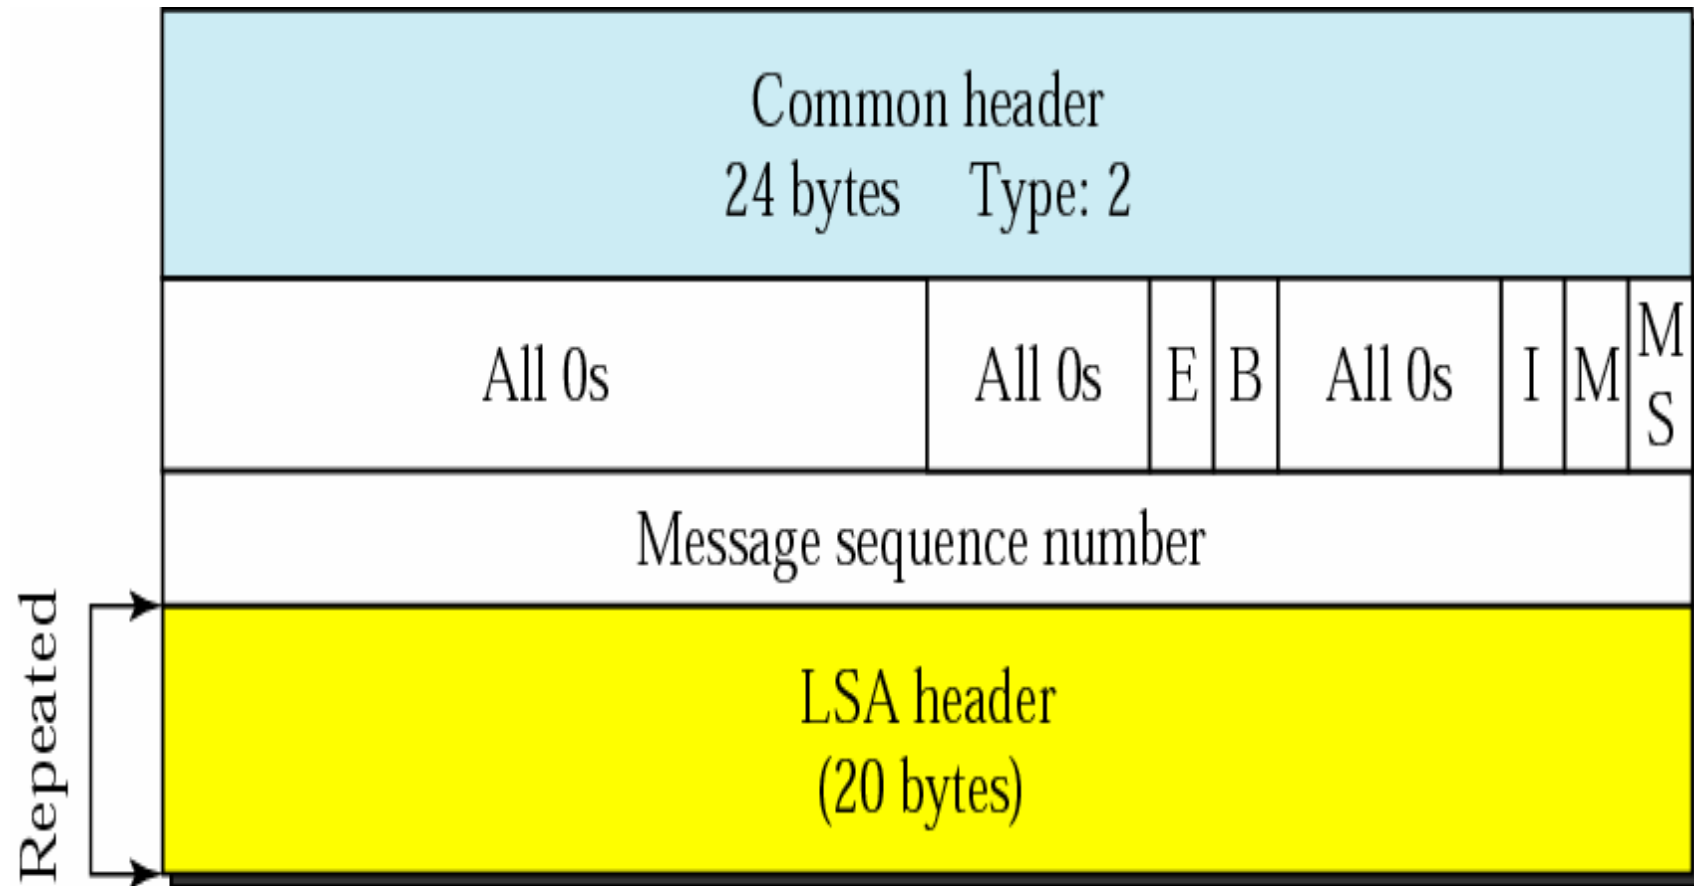 Common header
24 bytes Type: 2
All 0s All 0s E B All 0s I M M S
Message sequence number
Repeated
LSA header
(20 bytes)